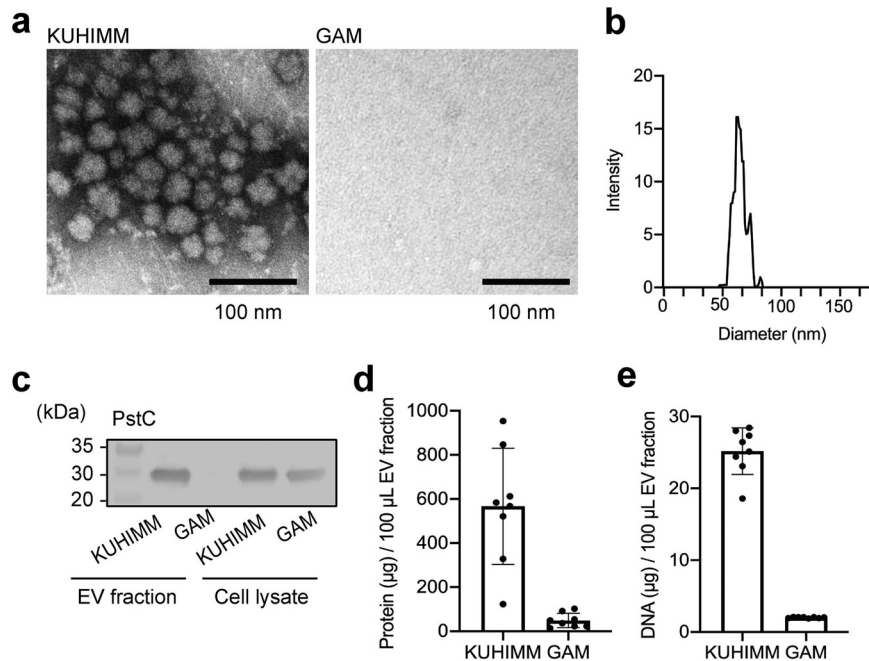 a
KUHIMM
GAM
100 nm
100 nm
b
20
15
10
5
0
Intensity
0
50
100
150
Diameter (nm)
c
(kDa)
PstC
35
30
20
KUHIMM
GAM
KUHIMM
GAM
EV fraction
Cell lysate
d
Protein (µg) / 100 µL EV fraction
1000
800
600
400
200
0
KUHIMM GAM
e
DNA (µg) / 100 µL EV fraction
30
20
10
0
KUHIMM GAM